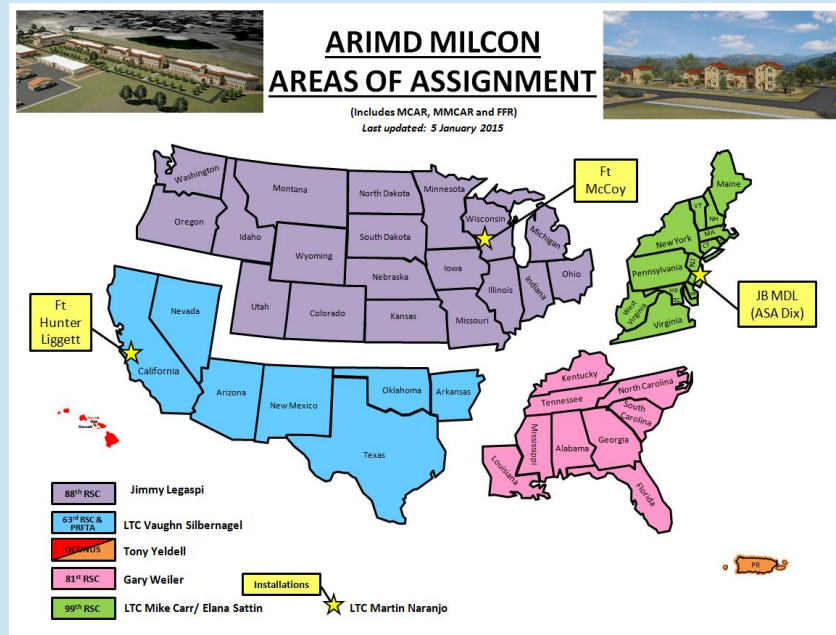 ARIMD MILCON
AREAS OF ASSIGNMENT
(Includes MCAR, MMCAR and FFR)
Last updated: 5 January 2015
Washington
Montana
North Dakota
Minnesota
Oregon
Idaho
Wyoming
South Dakota
Wisconsin
Michigan
Nebraska
Iowa
Utah
Colorado
Kansas
Missouri
Illinois
Indiana
Ohio
Ft
McCoy
Maine
VT
NH
New York
MA
CT
Pennsylvania
NJ
MD
West
Virginia
Virginia
JB MDL
(ASA Dix)
Ft
Hunter
Liggett
Nevada
California
Arizona
New Mexico
Oklahoma
Arkansas
Texas
Kentucky
Tennessee
North Carolina
South
Carolina
Mississippi
Alabama
Georgia
Louisiana
Florida
PR
88th RSC
Jimmy Legaspi
63rd RSC &
PRFTA
LTC Vaughn Silbernagel
OCONUS
Tony Yeldell
81st RSC
Gary Weiler
99th RSC
LTC Mike Carr/ Elana Sattin
Installations
LTC Martin Naranjo